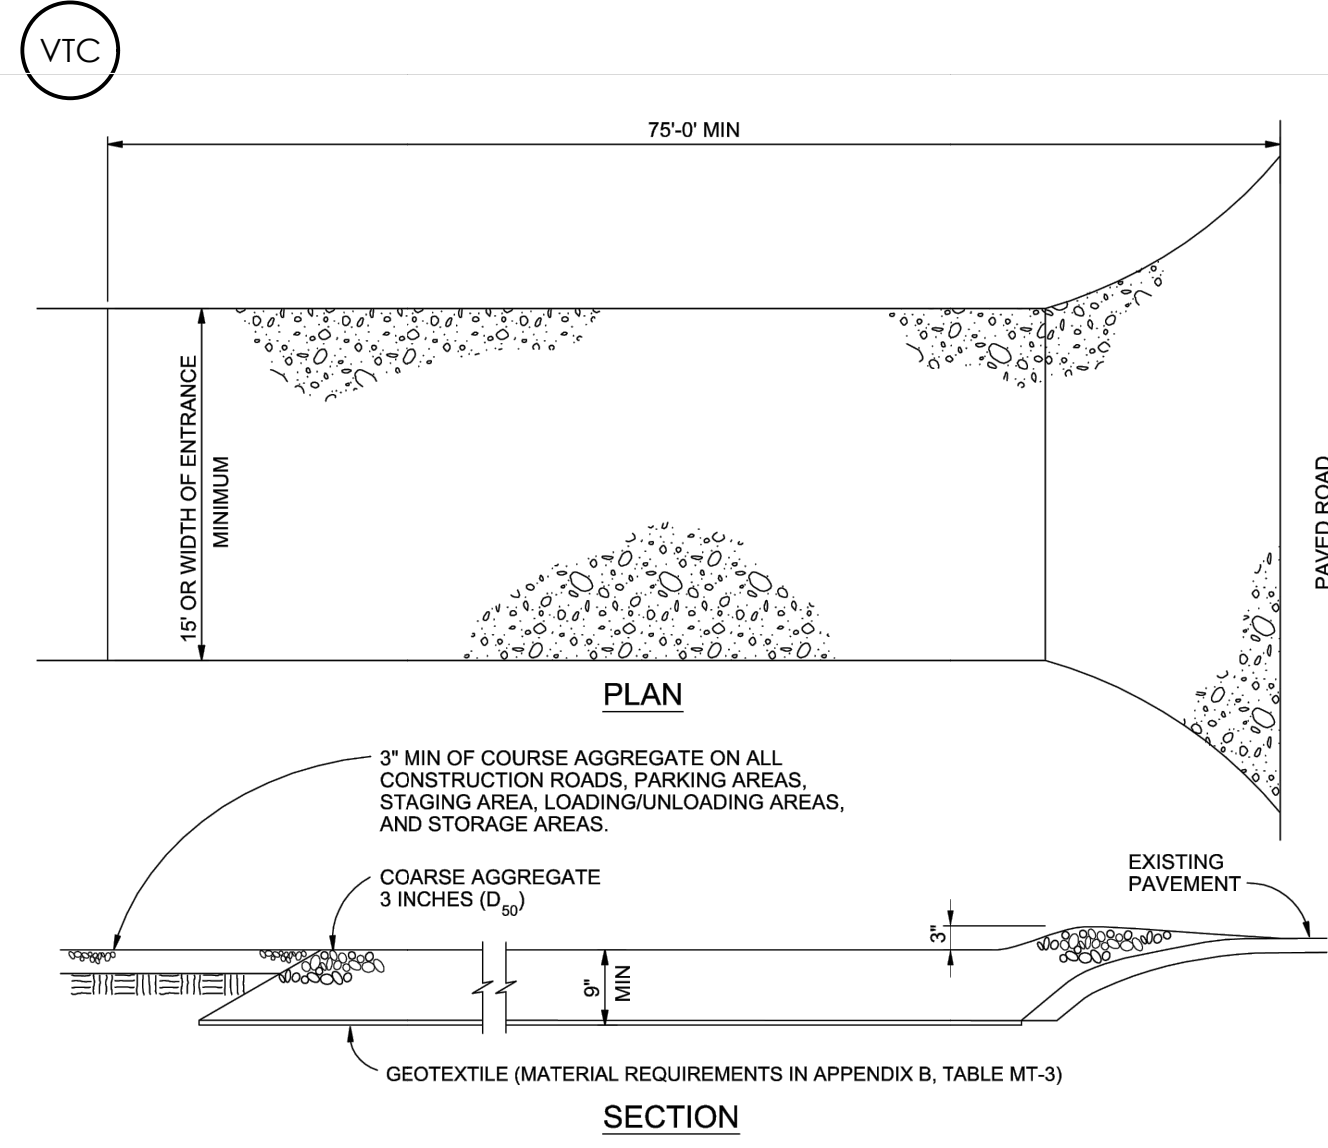 VTC
75'-0' MIN
15' OR WIDTH OF ENTRANCE
MINIMUM
PAVED ROAD
PLAN
3" MIN OF COURSE AGGREGATE ON ALL
CONSTRUCTION ROADS, PARKING AREAS,
STAGING AREA, LOADING/UNLOADING AREAS,
AND STORAGE AREAS.
COARSE AGGREGATE
3 INCHES (D50)
EXISTING
PAVEMENT
3"
9"
MIN
GEOTEXTILE (MATERIAL REQUIREMENTS IN APPENDIX B, TABLE MT-3)
SECTION